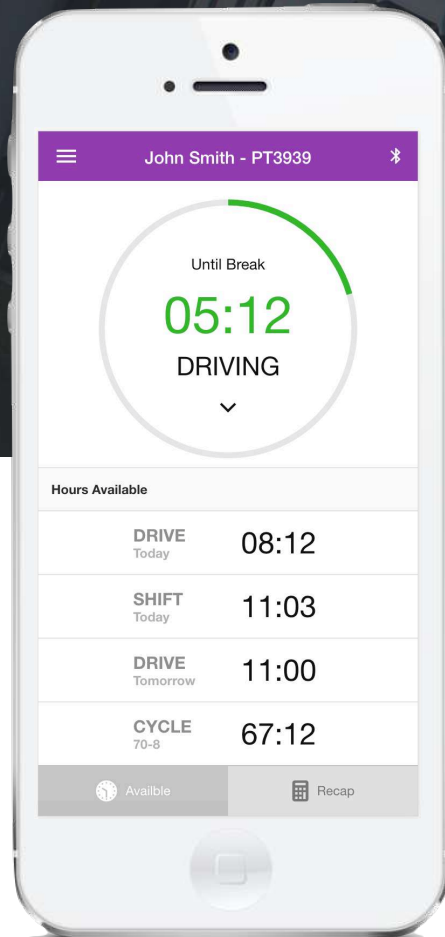 John Smith - PT3939
Until Break
05:12
DRIVING
Hours Available
DRIVE
Today
08:12
SHIFT
Today
11:03
DRIVE
Tomorrow
11:00
CYCLE
70-8
67:12
Availble
Recap